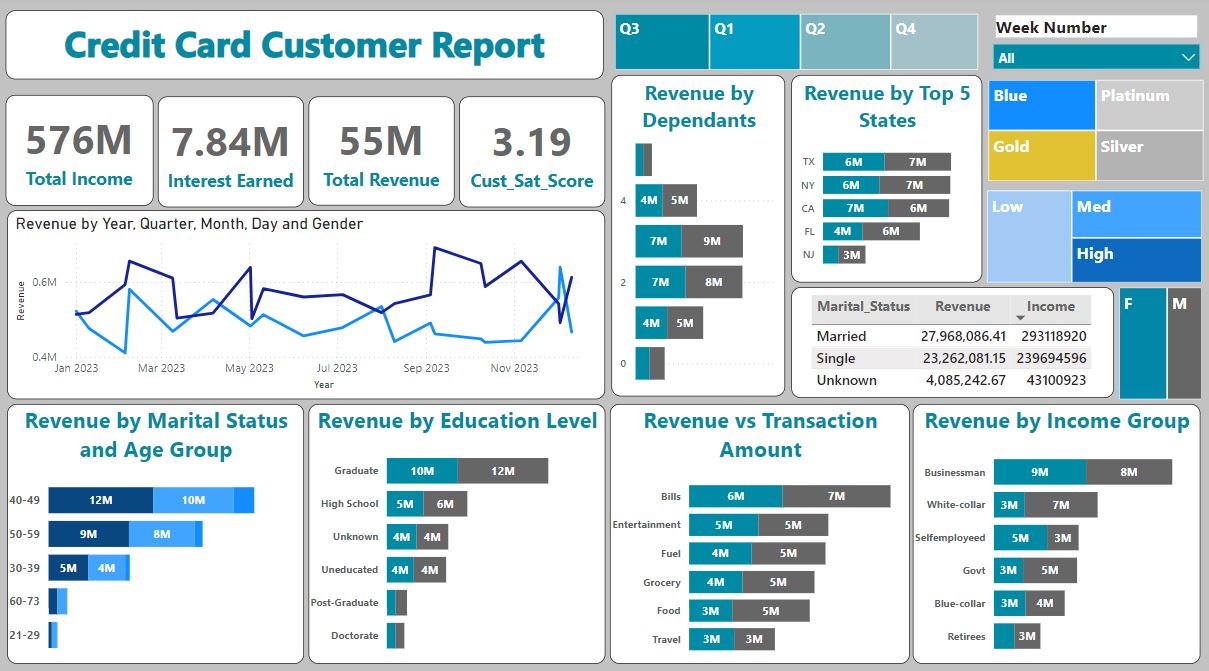 Credit Card Customer Report
Q3
Q1
Q2
Q4
Week Number
All
576M
Total Income
7.84M
Interest Earned
55M
Total Revenue
3.19
Cust_Sat_Score
Revenue by
Dependants
4
4M
5M
7M
9M
2
7M
8M
4M
5M
0
Revenue by Top 5
States
TX
6M
7M
NY
6M
7M
CA
7M
6M
FL
4M
6M
NJ
3M
Blue
Platinum
Gold
Silver
Low
Med
High
Revenue by Year, Quarter, Month, Day and Gender
Revenue
0.6M
0.4M
Jan 2023
Mar 2023
May 2023
Jul 2023
Sep 2023
Nov 2023
Year
Marital_Status Revenue Income
Married 27,968,086.41 293118920
Single 23,262,081.15 239694596
Unknown 4,085,242.67 43100923
F
M
Revenue by Marital Status
and Age Group
40-49
12M
10M
50-59
9M
8M
30-39
5M
4M
60-73
21-29
Revenue by Education Level
Graduate
10M
12M
High School
5M
6M
Unknown
4M
4M
Uneducated
4M
4M
Post-Graduate
Doctorate
Revenue vs Transaction
Amount
Bills
6M
7M
Entertainment
5M
5M
Fuel
4M
5M
Grocery
4M
5M
Food
3M
5M
Travel
3M
3M
Revenue by Income Group
Businessman
9M
8M
White-collar
3M
7M
Selfemployeed
5M
3M
Govt
3M
5M
Blue-collar
3M
4M
Retirees
3M